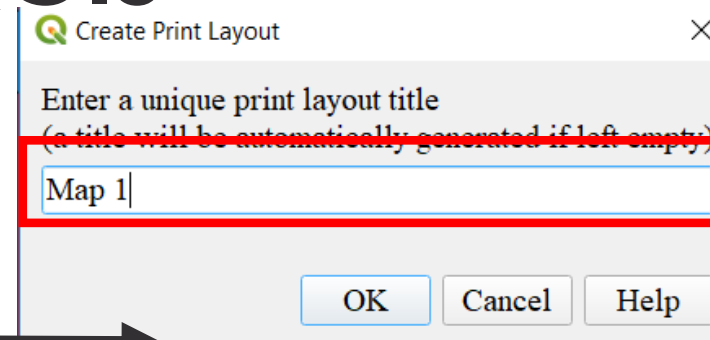 Create Print Layout
Enter a unique print layout title
(a title will be automatically generated if left empty)
Map 1
OK Cancel Help